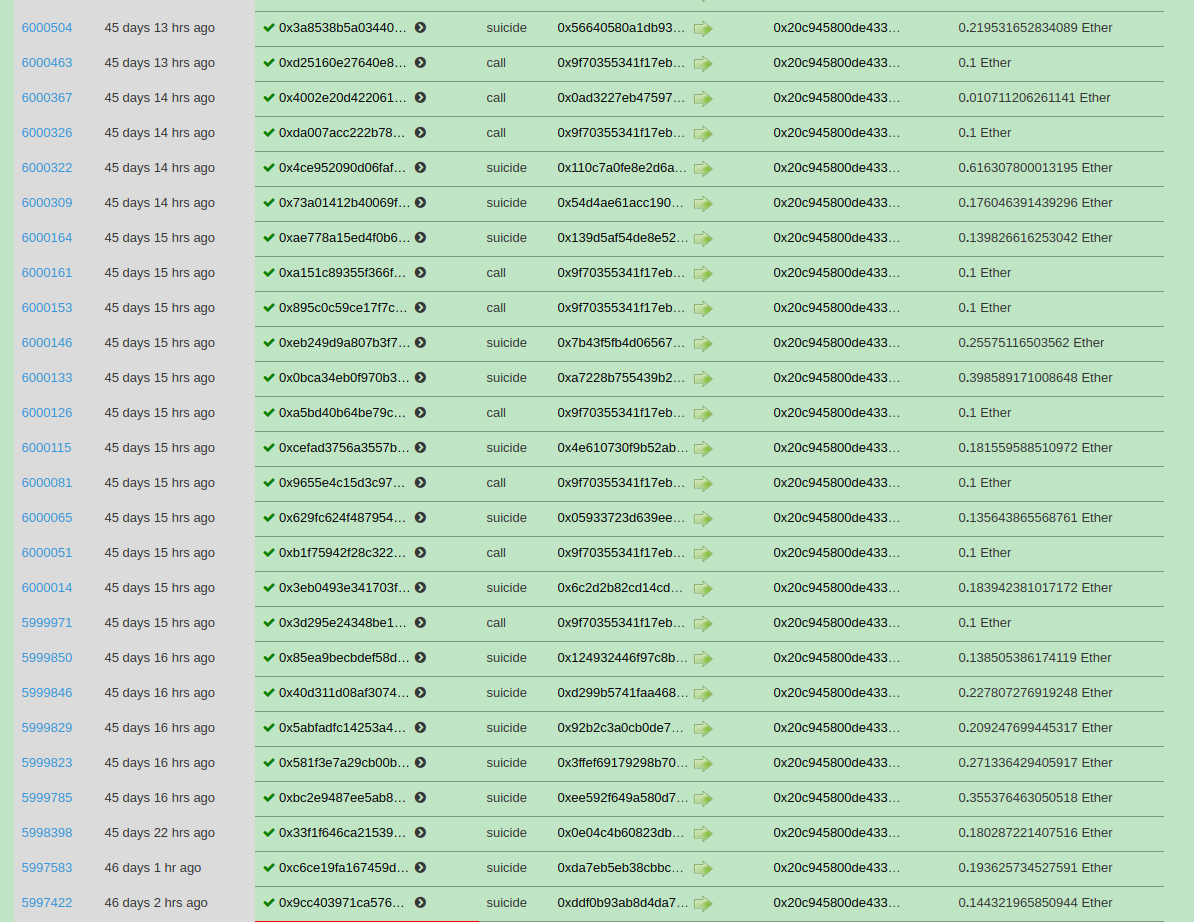 6000504 45 days 13 hrs ago 0x3a8538b5a03440... suicide 0x56640580a1db93... 0x20c945800de433... 0.219531652834089 Ether
6000463 45 days 13 hrs ago 0xd25160e27640e8... call 0x9f70355341f17eb... 0x20c945800de433... 0.1 Ether
6000367 45 days 14 hrs ago 0x4002e20d422061... call 0x0ad3227eb47597... 0x20c945800de433... 0.010711206261141 Ether
6000326 45 days 14 hrs ago 0xda007acc222b78... call 0x9f70355341f17eb... 0x20c945800de433... 0.1 Ether
6000322 45 days 14 hrs ago 0x4ce952090d06faf... suicide 0x110c7a0fe8e2d6a... 0x20c945800de433... 0.616307800013195 Ether
6000309 45 days 14 hrs ago 0x73a01412b40069f... suicide 0x54d4ae61acc190... 0x20c945800de433... 0.176046391439296 Ether
6000164 45 days 15 hrs ago 0xae778a15ed4f0b6... suicide 0x139d5af54de8e52... 0x20c945800de433... 0.139826616253042 Ether
6000161 45 days 15 hrs ago 0xa151c89355f366f... call 0x9f70355341f17eb... 0x20c945800de433... 0.1 Ether
6000153 45 days 15 hrs ago 0x895c0c59ce17f7c... call 0x9f70355341f17eb... 0x20c945800de433... 0.1 Ether
6000146 45 days 15 hrs ago 0xeb249d9a807b3f7... suicide 0x7b43f5fb4d06567... 0x20c945800de433... 0.25575116503562 Ether
6000133 45 days 15 hrs ago 0x0bca34eb0f970b3... suicide 0xa7228b755439b2... 0x20c945800de433... 0.398589171008648 Ether
6000126 45 days 15 hrs ago 0xa5bd40b64be79c... call 0x9f70355341f17eb... 0x20c945800de433... 0.1 Ether
6000115 45 days 15 hrs ago 0xcefad3756a3557b... suicide 0x4e610730f9b52ab... 0x20c945800de433... 0.181559588510972 Ether
6000081 45 days 15 hrs ago 0x9655e4c15d3c97... call 0x9f70355341f17eb... 0x20c945800de433... 0.1 Ether
6000065 45 days 15 hrs ago 0x629fc624f487954... suicide 0x05933723d639ee... 0x20c945800de433... 0.135643865568761 Ether
6000051 45 days 15 hrs ago 0xb1f75942f28c322... call 0x9f70355341f17eb... 0x20c945800de433... 0.1 Ether
6000014 45 days 15 hrs ago 0x3eb0493e341703f... suicide 0x6c2d2b82cd14cd... 0x20c945800de433... 0.183942381017172 Ether
5999971 45 days 15 hrs ago 0x3d295e24348be1... call 0x9f70355341f17eb... 0x20c945800de433... 0.1 Ether
5999850 45 days 16 hrs ago 0x85ea9becbdef58d... suicide 0x124932446f97c8b... 0x20c945800de433... 0.138505386174119 Ether
5999846 45 days 16 hrs ago 0x40d311d08af3074... suicide 0xd299b5741faa468... 0x20c945800de433... 0.227807276919248 Ether
5999829 45 days 16 hrs ago 0x5abfadfc14253a4... suicide 0x92b2c3a0cb0de7... 0x20c945800de433... 0.209247699445317 Ether
5999823 45 days 16 hrs ago 0x581f3e7a29cb00b... suicide 0x3ffef69179298b70... 0x20c945800de433... 0.271336429405917 Ether
5999785 45 days 16 hrs ago 0xbc2e9487ee5ab8... suicide 0xee592f649a580d7... 0x20c945800de433... 0.355376463050518 Ether
5998398 45 days 22 hrs ago 0x33f1f646ca21539... suicide 0x0e04c4b60823db... 0x20c945800de433... 0.180287221407516 Ether
5997583 46 days 1 hr ago 0xc6ce19fa167459d... suicide 0xda7eb5eb38cbbc... 0x20c945800de433... 0.193625734527591 Ether
5997422 46 days 2 hrs ago 0x9cc403971ca576... suicide 0xddf0b93ab8d4da7... 0x20c945800de433... 0.144321965850944 Ether